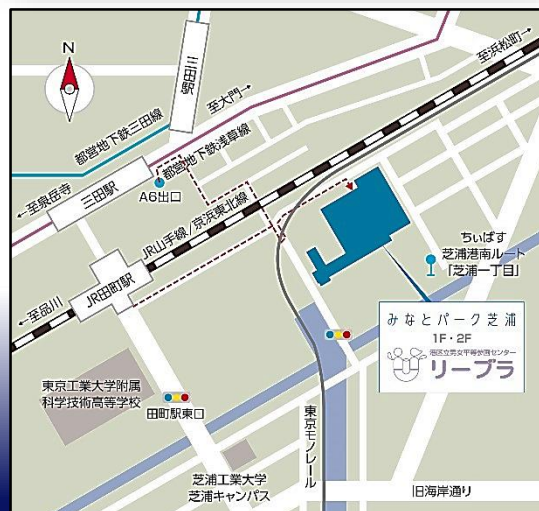 N
三田駅
至浜松町
至大門
都営地下鉄三田線
都営地下鉄浅草線
至泉岳寺
三田駅
A6出口
JR山手線/京浜東北線
JR田町駅
至品川
ちぃばす
芝浦港南ルート
「芝浦一丁目」
みなとパーク芝浦
1F・2F
港区立男女平等参画センター
リーブラ
東京工業大学附属
科学技術高等学校
田町駅東口
東京モノレール
芝浦工業大学
芝浦キャンパス
旧海岸通り